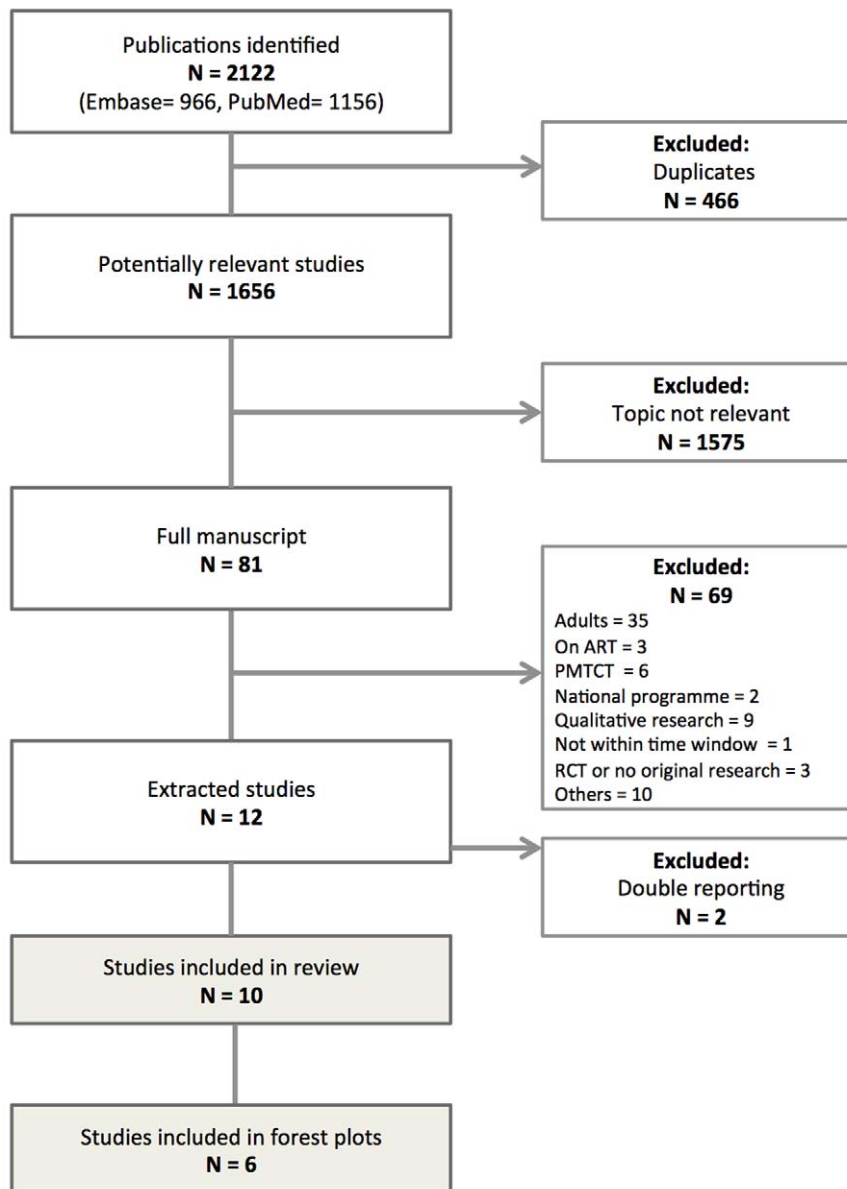 Publications identified
N = 2122
(Embase= 966, PubMed= 1156)
Excluded:
Duplicates
N = 466
Potentially relevant studies
N = 1656
Excluded:
Topic not relevant
N = 1575
Full manuscript
N = 81
Excluded:
N = 69
Adults = 35
On ART = 3
PMTCT = 6
National programme = 2
Qualitative research = 9
Not within time window = 1
RCT or no original research = 3
Others = 10
Extracted studies
N = 12
Excluded:
Double reporting
N = 2
Studies included in review
N = 10
Studies included in forest plots
N = 6